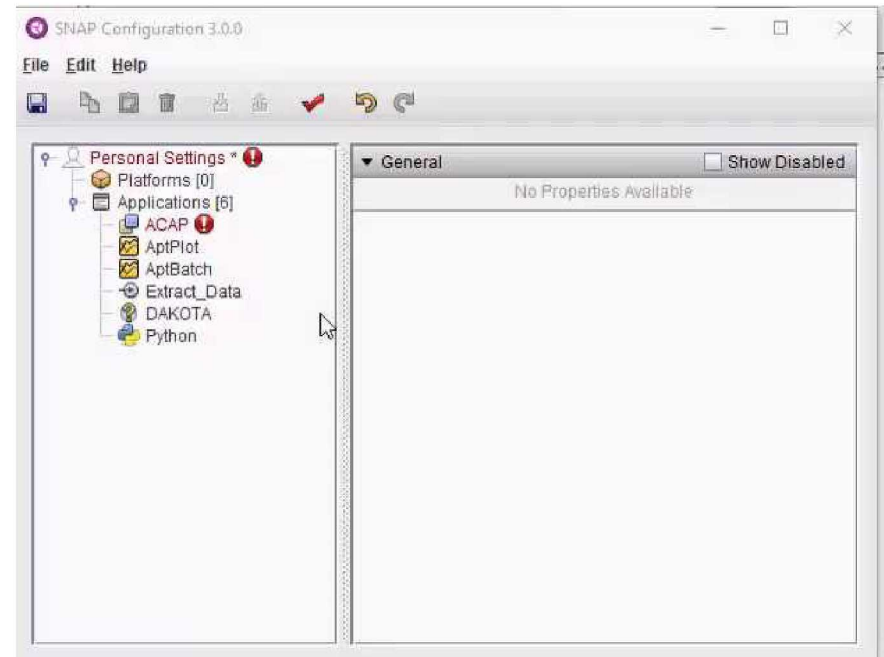 SNAP Configuration 3.0.0
File Edit Help
Personal Settings *
Platforms [0]
Applications [6]
ACAP
AptPlot
AptBatch
Extract_Data
DAKOTA
Python
General
Show Disabled
No Properties Available